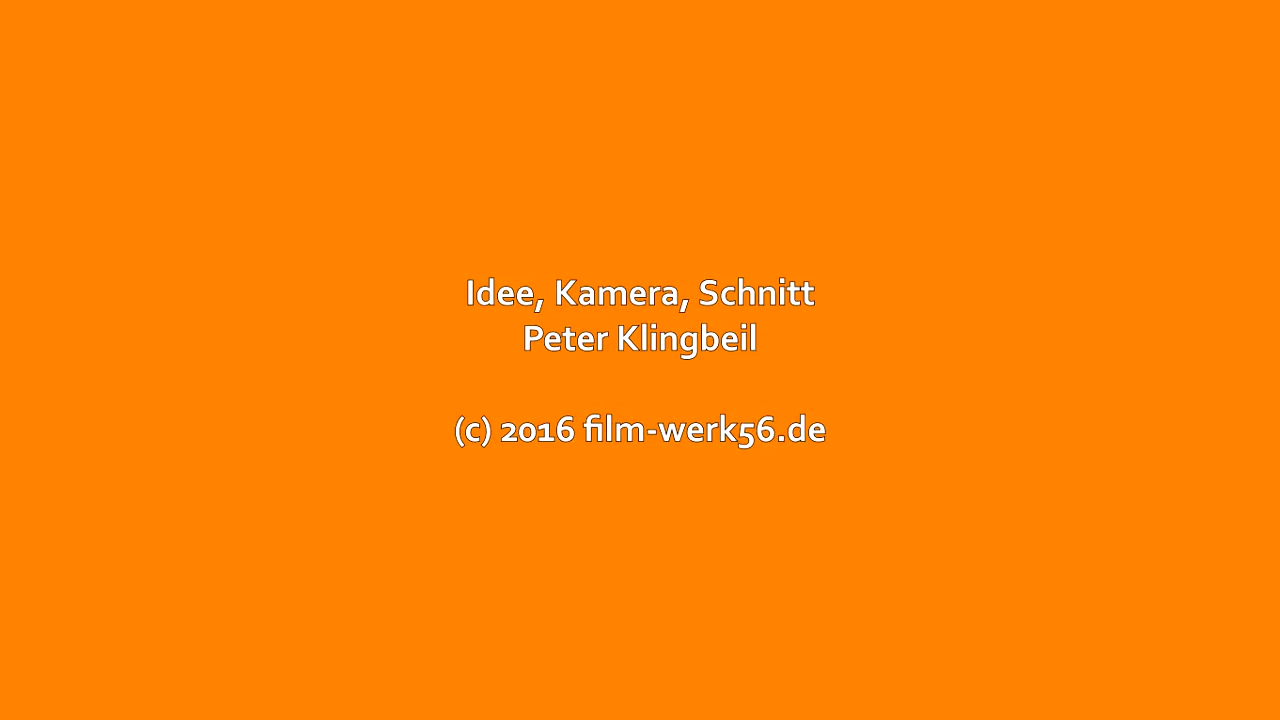 Idee, Kamera, Schnitt
Peter Klingbeil
(c) 2016 film-werk56.de